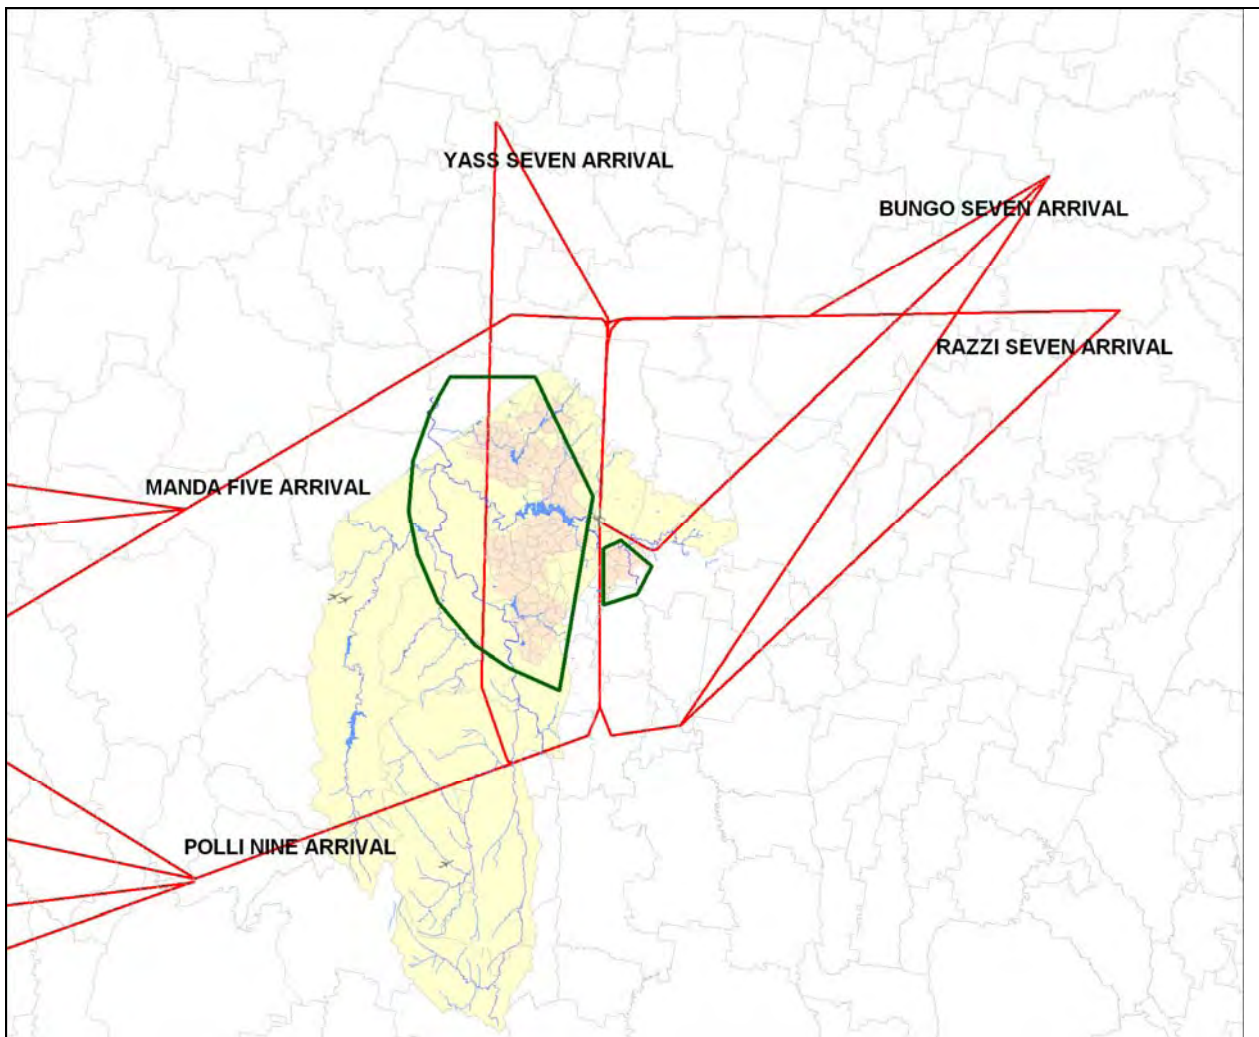 YASS SEVEN ARRIVAL
BUNGO SEVEN ARRIVAL
RAZZI SEVEN ARRIVAL
MANDA FIVE ARRIVAL
POLLI NINE ARRIVAL